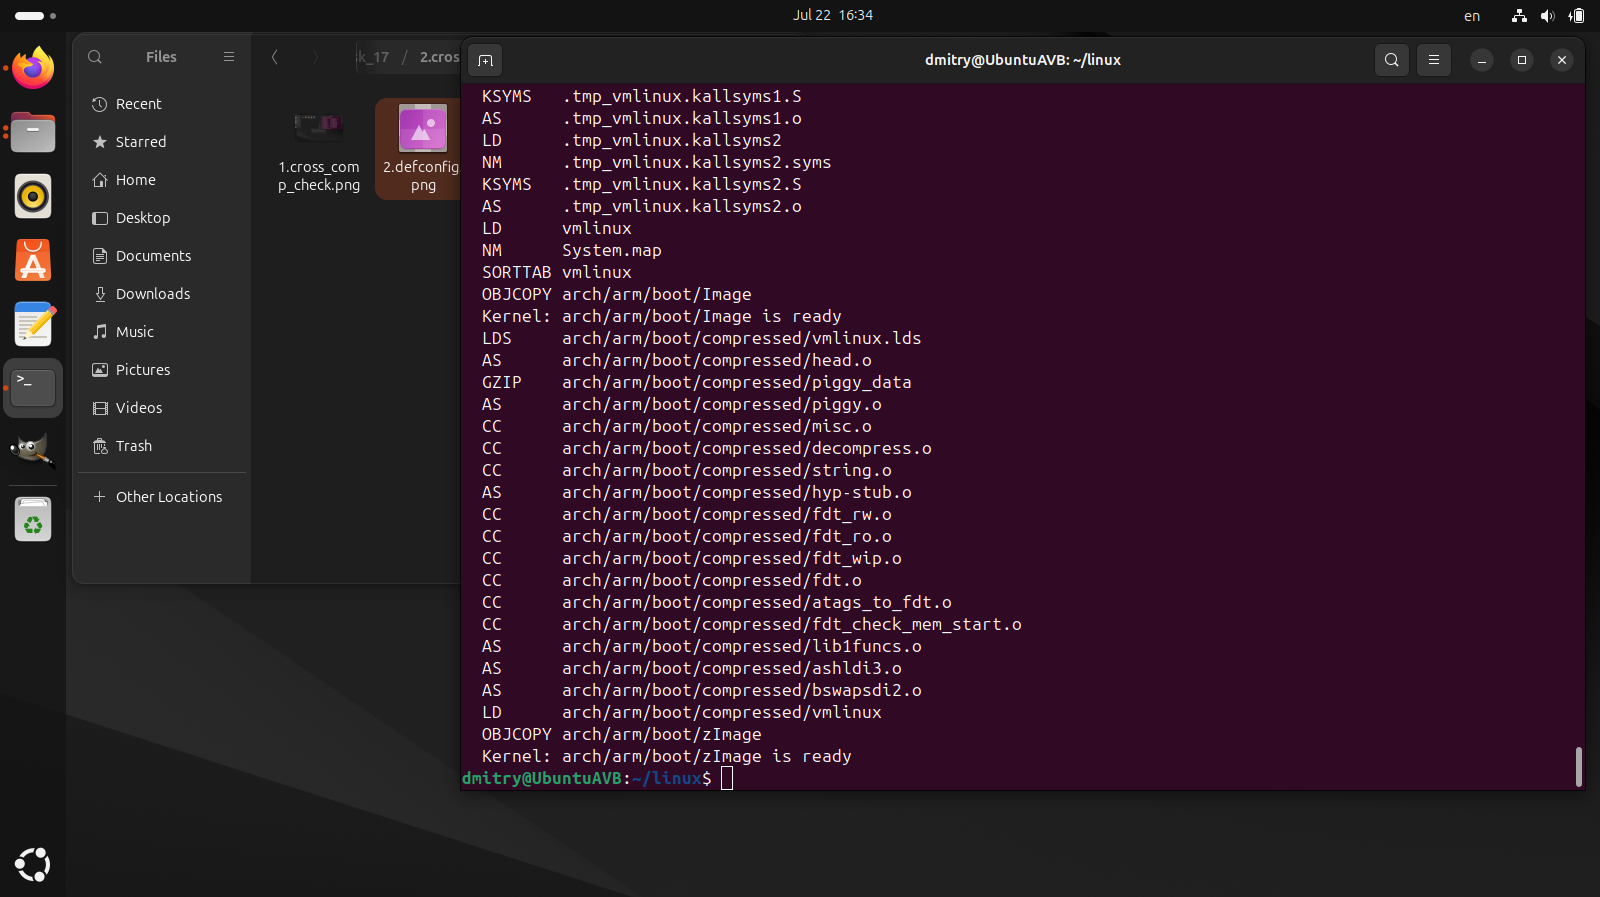 Jul 22 16:34
en
Files
k_17 / 2.cros
dmitry@UbuntuAVB: ~/linux
Recent
Starred
Home
Desktop
Documents
Downloads
Music
Pictures
Videos
Trash
Other Locations
1.cross_com
p_check.png
2.defconfig
png
KSYMS .tmp_vmlinux.kallsyms1.S
AS .tmp_vmlinux.kallsyms1.o
LD .tmp_vmlinux.kallsyms2
NM .tmp_vmlinux.kallsyms2.syms
KSYMS .tmp_vmlinux.kallsyms2.S
AS .tmp_vmlinux.kallsyms2.o
LD vmlinux
NM System.map
SORTTAB vmlinux
OBJCOPY arch/arm/boot/Image
Kernel: arch/arm/boot/Image is ready
LDS arch/arm/boot/compressed/vmlinux.lds
AS arch/arm/boot/compressed/head.o
GZIP arch/arm/boot/compressed/piggy_data
AS arch/arm/boot/compressed/piggy.o
CC arch/arm/boot/compressed/misc.o
CC arch/arm/boot/compressed/decompress.o
CC arch/arm/boot/compressed/string.o
AS arch/arm/boot/compressed/hyp-stub.o
CC arch/arm/boot/compressed/fdt_rw.o
CC arch/arm/boot/compressed/fdt_ro.o
CC arch/arm/boot/compressed/fdt_wip.o
CC arch/arm/boot/compressed/fdt.o
CC arch/arm/boot/compressed/atags_to_fdt.o
CC arch/arm/boot/compressed/fdt_check_mem_start.o
AS arch/arm/boot/compressed/lib1funcs.o
AS arch/arm/boot/compressed/ashldi3.o
AS arch/arm/boot/compressed/bswapsdi2.o
LD arch/arm/boot/compressed/vmlinux
OBJCOPY arch/arm/boot/zImage
Kernel: arch/arm/boot/zImage is ready
dmitry@UbuntuAVB:~/linux$